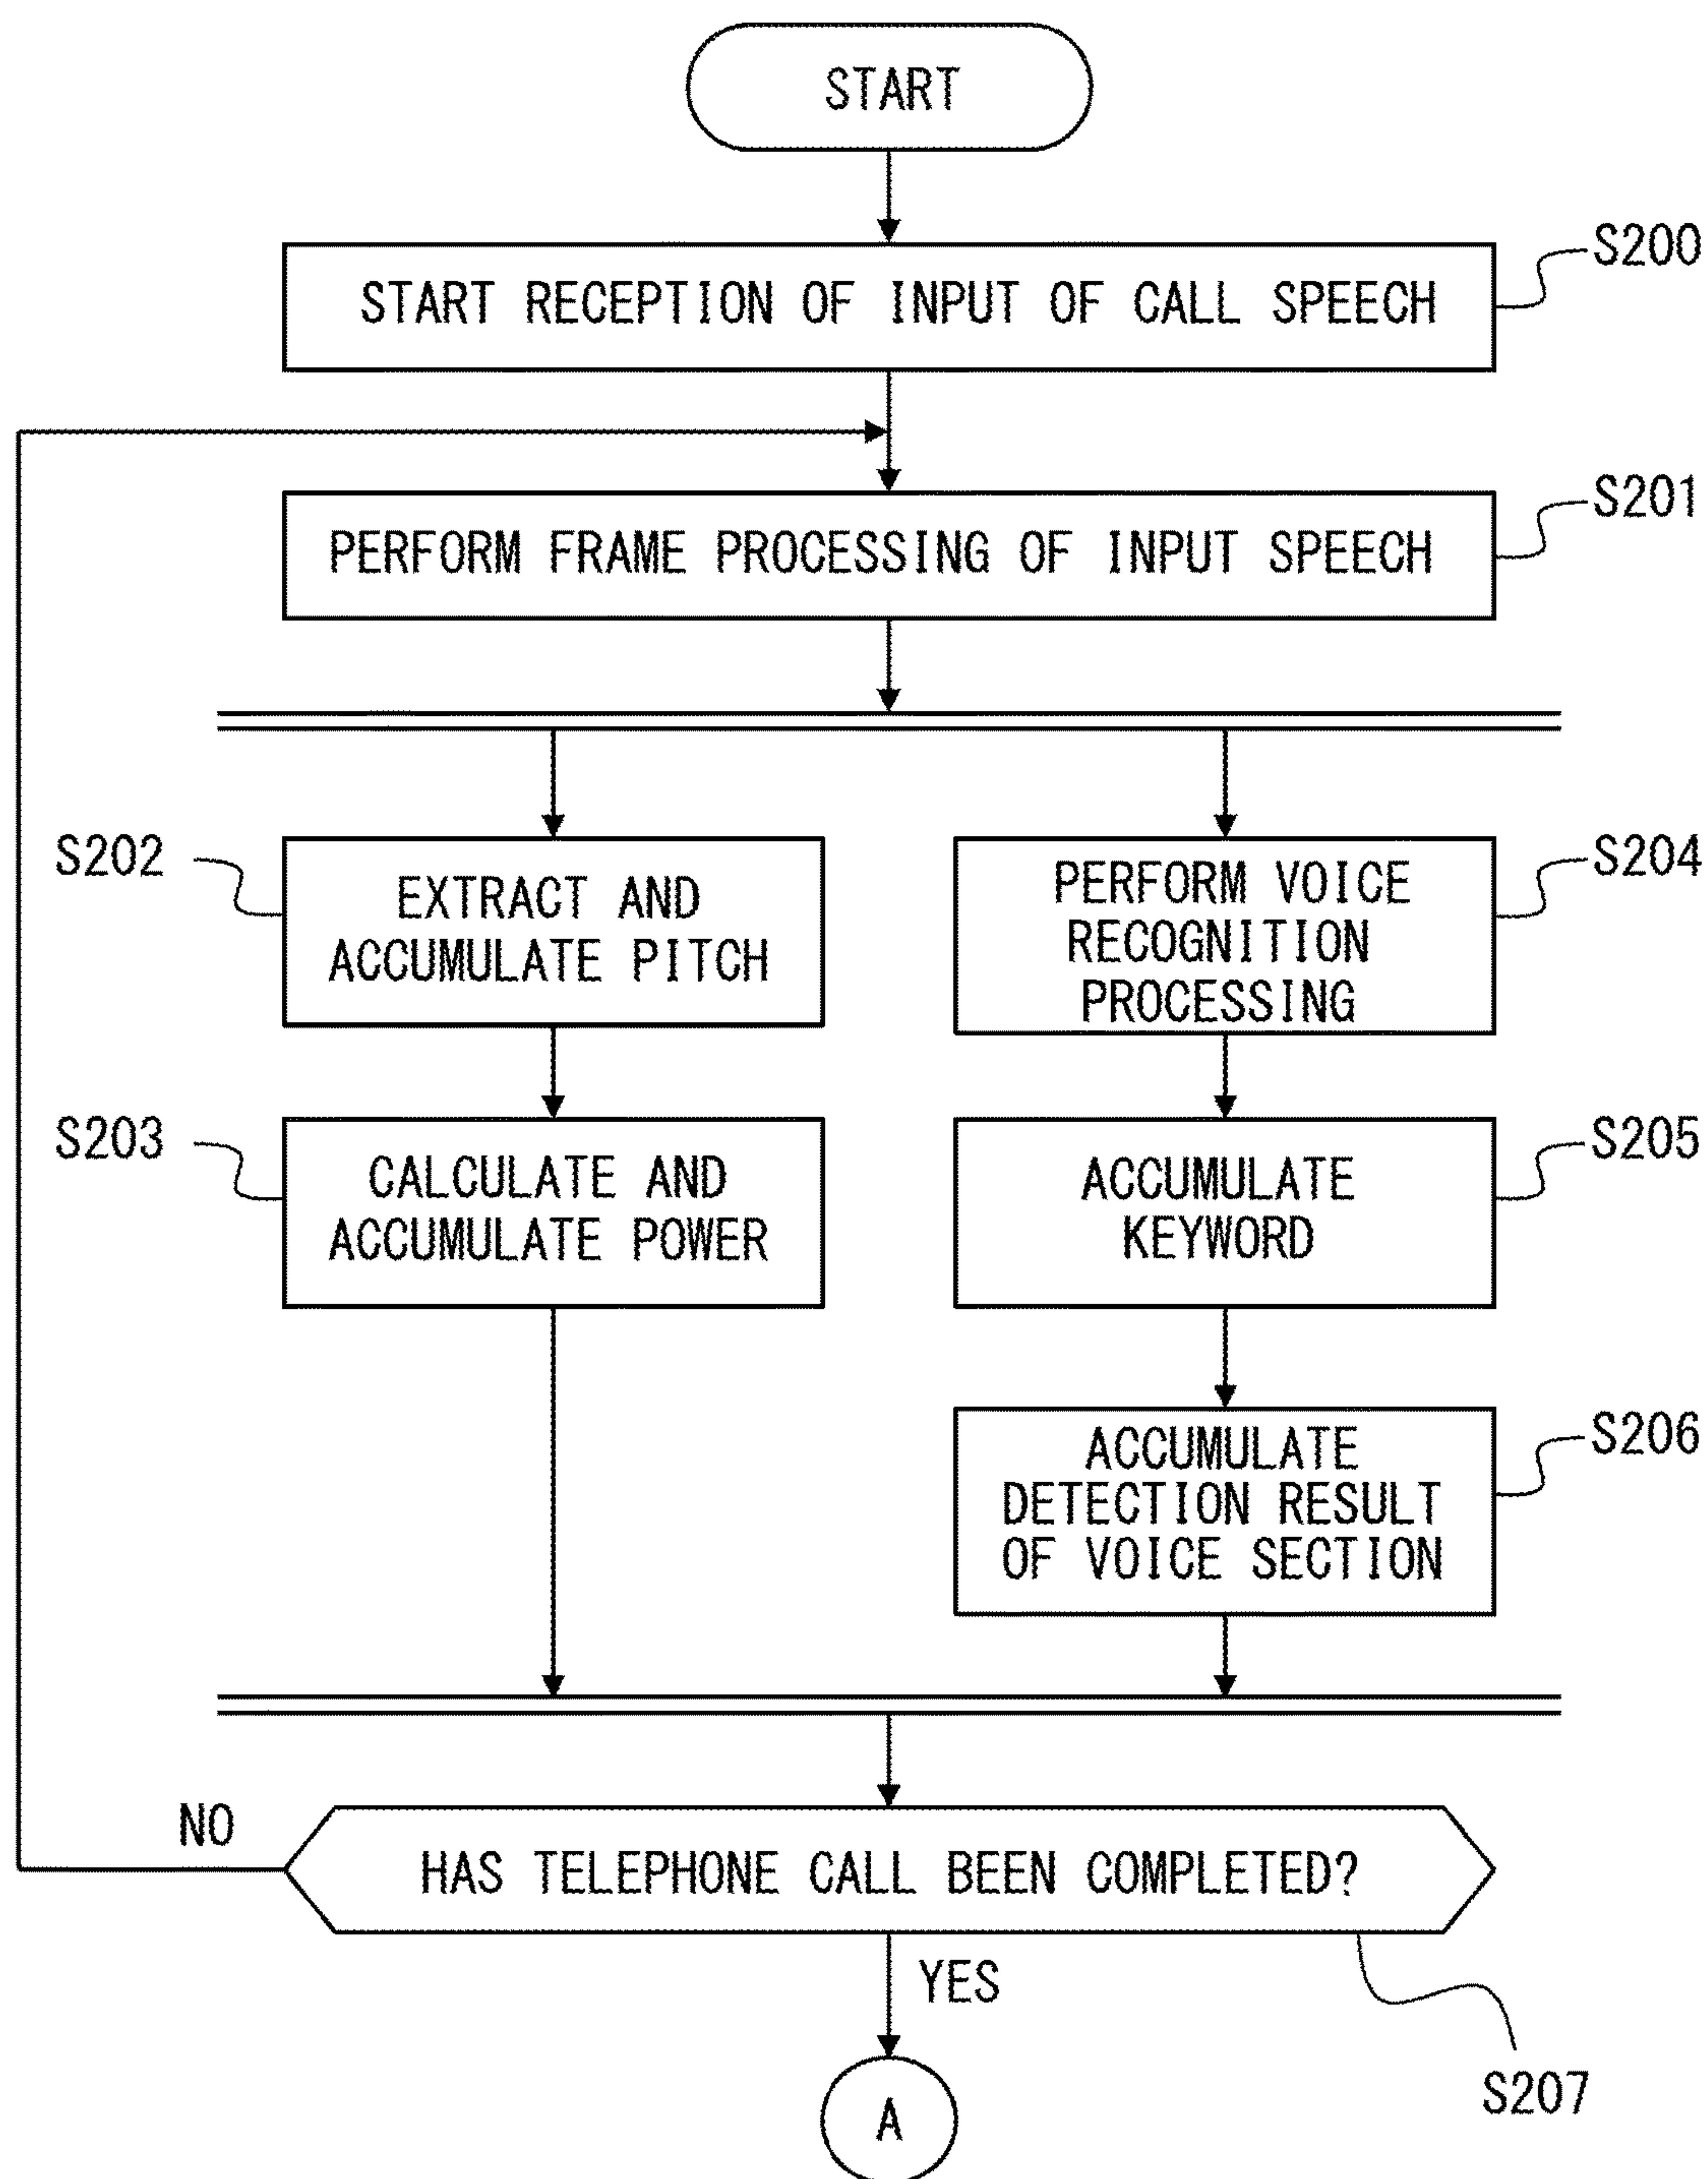 START
S200
START RECEPTION OF INPUT OF CALL SPEECH
S201
PERFORM FRAME PROCESSING OF INPUT SPEECH
S202
EXTRACT AND
ACCUMULATE PITCH
S204
PERFORM VOICE
RECOGNITION
PROCESSING
S203
CALCULATE AND
ACCUMULATE POWER
S205
ACCUMULATE
KEYWORD
S206
ACCUMULATE
DETECTION RESULT
OF VOICE SECTION
NO
HAS TELEPHONE CALL BEEN COMPLETED?
YES
S207
A